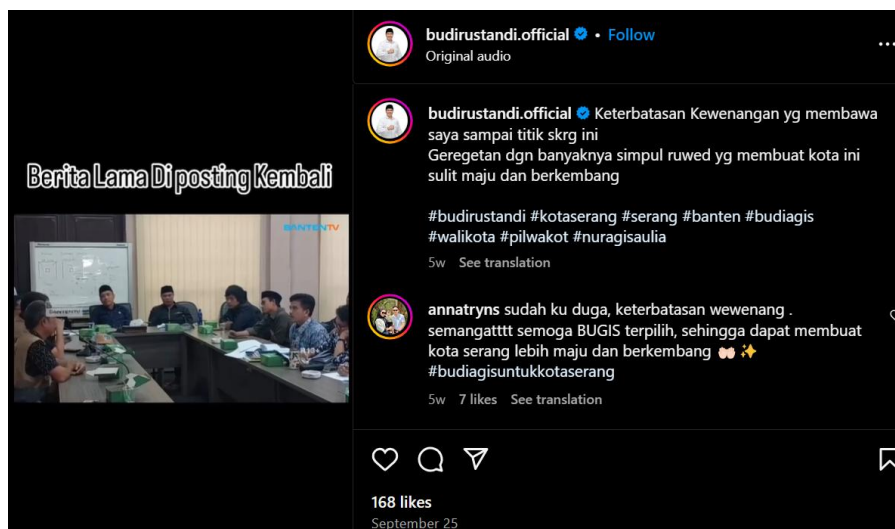 budirustandi.official • Follow
Original audio
Berita Lama Di posting Kembali
BANTENTV
budirustandi.official Keterbatasan Kewenangan yg membawa
saya sampai titik skrg ini
Geregetan dgn banyaknya simpul ruwed yg membuat kota ini
sulit maju dan berkembang
#budirustandi #kotaserang #serang #banten #budiagis
#walikota #pilwakot #nuragisaulia
5w See translation
annatryns sudah ku duga, keterbatasan wewenang .
semangatttt semoga BUGIS terpilih, sehingga dapat membuat
kota serang lebih maju dan berkembang 👐🏻✨
#budiagisuntukkotaserang
5w 7 likes See translation
168 likes
September 25